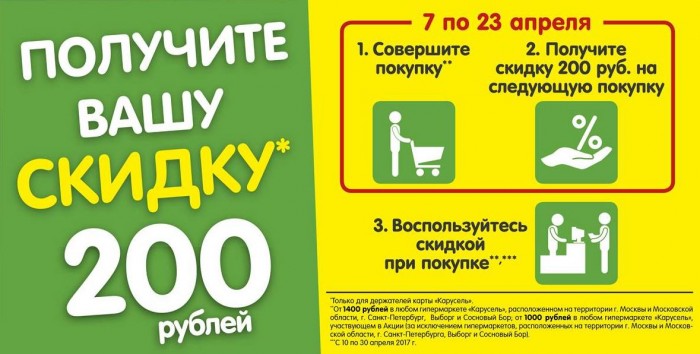 ПОЛУЧИТЕ
ВАШУ
СКИДКУ*
200
рублей
7 по 23 апреля
1. Совершите
покупку**
2. Получите
скидку 200 руб. на
следующую покупку
3. Воспользуйтесь
скидкой
при покупке**,***
*Только для держателей карты «Карусель».
**От 1400 рублей в любом гипермаркете «Карусель», расположенном на территории г. Москвы и Московской
области, г. Санкт-Петербург, Выборг и Сосновый Бор; от 1000 рублей в любом гипермаркете «Карусель»,
участвующем в Акции (за исключением гипермаркетов, расположенных на территории г. Москвы и Москов-
ской области, г. Санкт-Петербурга, Выборг и Сосновый Бор).
***С 10 по 30 апреля 2017 г.